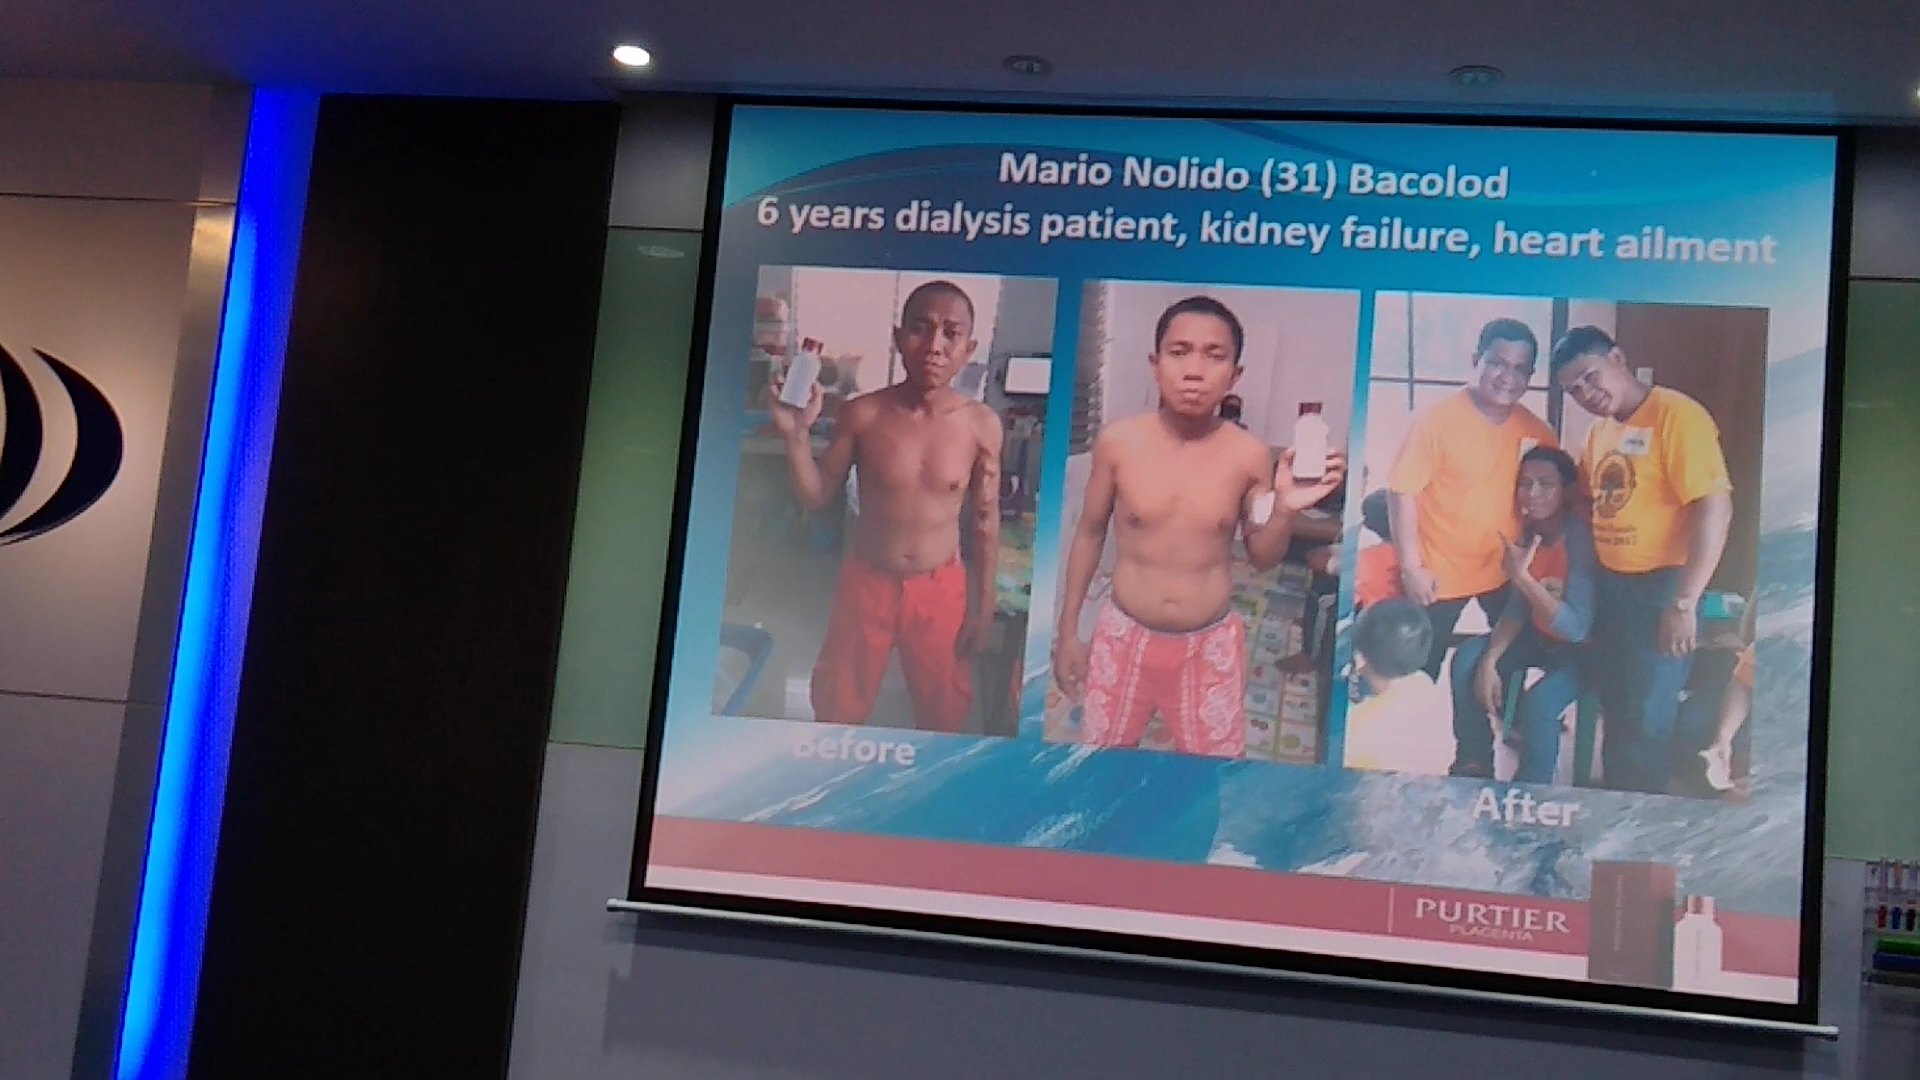 Mario Nolido (31) Bacolod
6 years dialysis patient, kidney failure, heart ailment
Before
After
PURTIER
PLACENTA